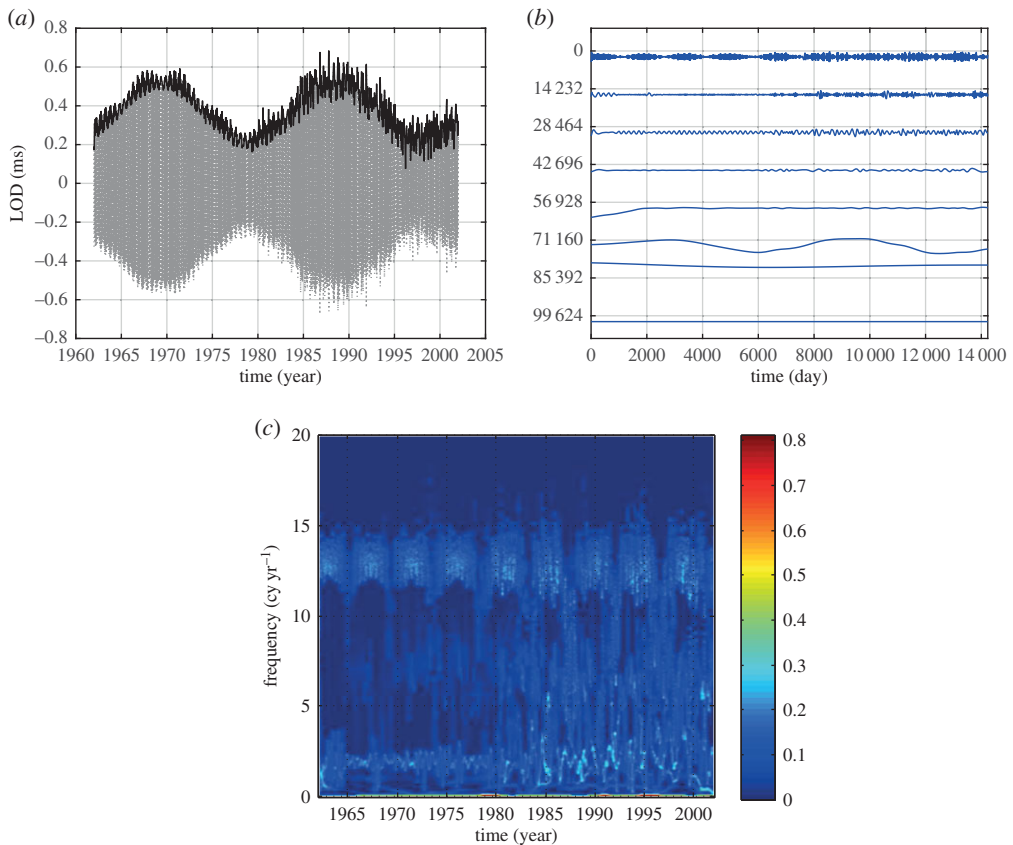 (a)
0.8
0.6
0.4
0.2
0
−0.2
−0.4
−0.6
−0.8
LOD (ms)
1960 1965 1970 1975 1980 1985 1990 1995 2000 2005
time (year)
(b)
0
14 232
28 464
42 696
56 928
71 160
85 392
99 624
0 2000 4000 6000 8000 10 000 12 000 14 000
time (day)
(c)
20
15
10
5
0
frequency (cy yr⁻¹)
1965 1970 1975 1980 1985 1990 1995 2000
time (year)
0.8
0.7
0.6
0.5
0.4
0.3
0.2
0.1
0